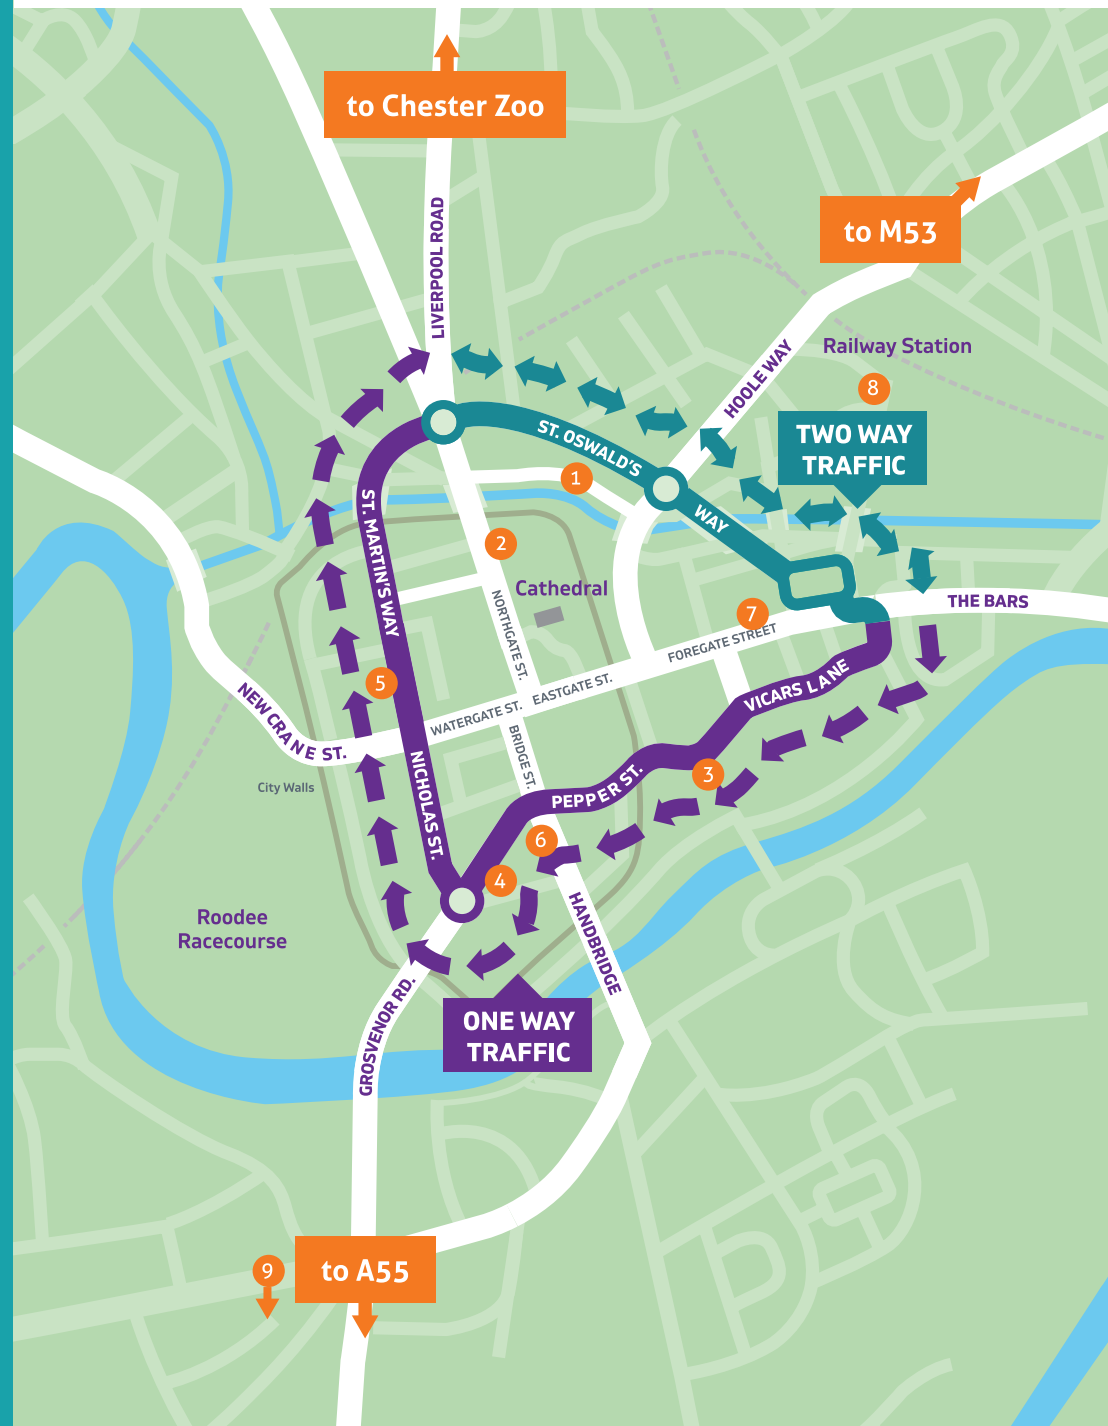 to Chester Zoo
to M53
LIVERPOOL ROAD
HOOLE WAY
Railway Station
8
TWO WAY
TRAFFIC
ST. OSWALD'S
WAY
1
2
ST. MARTIN'S WAY
Cathedral
NORTHGATE ST.
7
FOREGATE STREET
THE BARS
5
EASTGATE ST.
WATERGATE ST.
VICARS LANE
NEW CRANE ST.
BRIDGE ST.
City Walls
NICHOLAS ST.
PEPPER ST.
3
6
4
Roodee
Racecourse
HANDBRIDGE
GROSVENOR RD.
ONE WAY
TRAFFIC
9
to A55